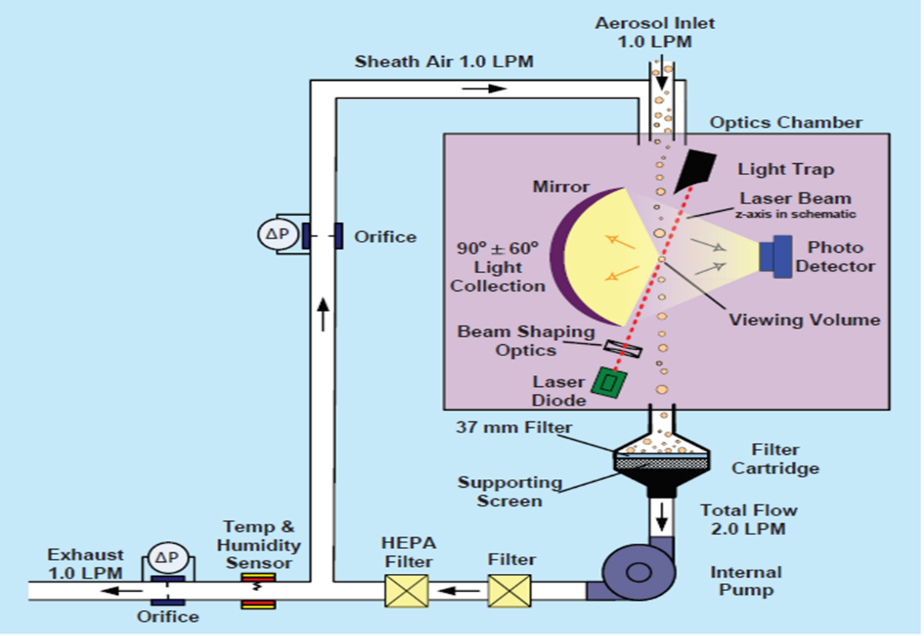 Aerosol Inlet
1.0 LPM
Sheath Air 1.0 LPM
Optics Chamber
Light Trap
Mirror
Laser Beam
z-axis in schematic
ΔP
Orifice
90º ± 60º
Light
Collection
Photo
Detector
Viewing Volume
Beam Shaping
Optics
Laser
Diode
37 mm Filter
Filter
Cartridge
Supporting
Screen
Total Flow
2.0 LPM
Temp &
Humidity
Sensor
HEPA
Filter
Filter
Exhaust
1.0 LPM
ΔP
Internal
Pump
Orifice